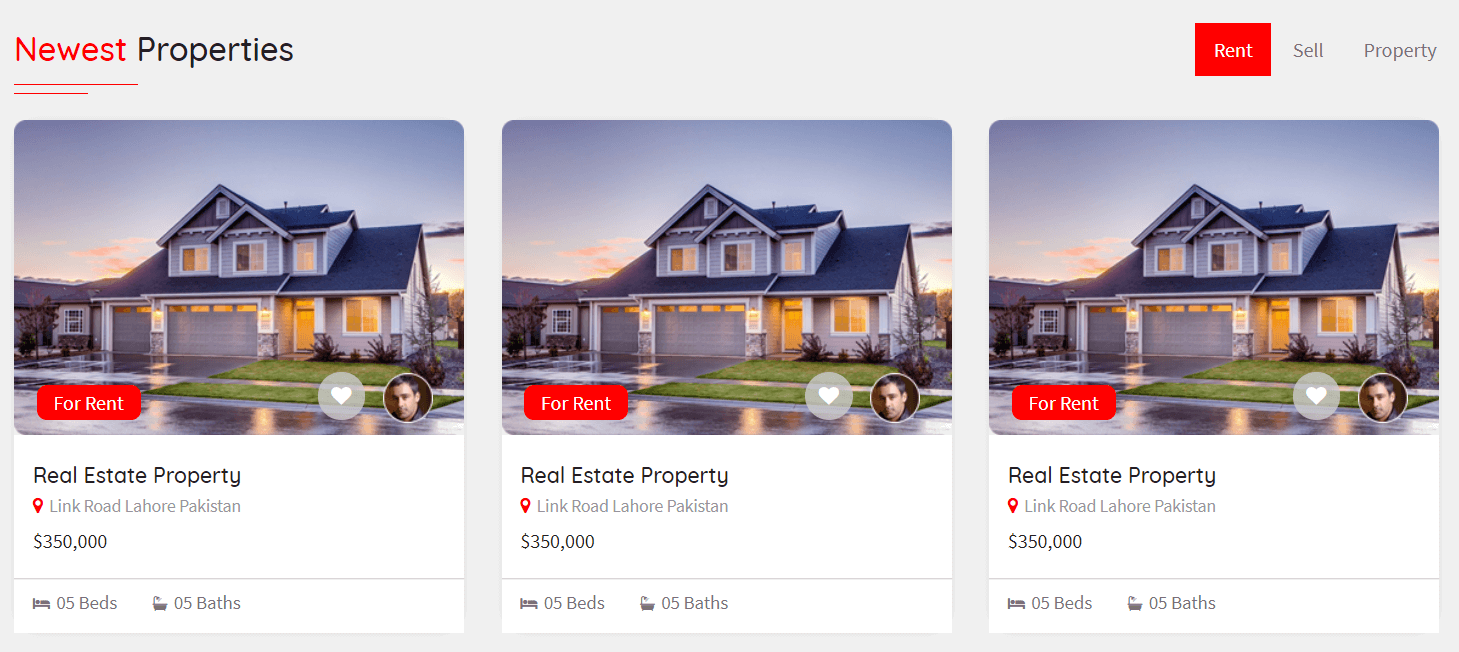 Newest Properties
Rent Sell Property
For Rent
Real Estate Property
Link Road Lahore Pakistan
$350,000
05 Beds 05 Baths
For Rent
Real Estate Property
Link Road Lahore Pakistan
$350,000
05 Beds 05 Baths
For Rent
Real Estate Property
Link Road Lahore Pakistan
$350,000
05 Beds 05 Baths